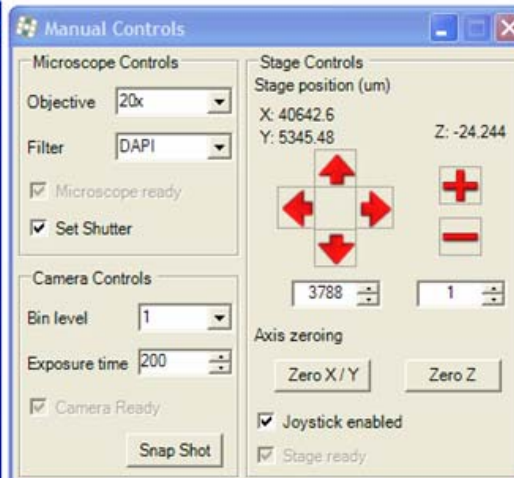 Manual Controls
Microscope Controls
Objective 20x
Filter DAPI
Microscope ready
Set Shutter
Camera Controls
Bin level 1
Exposure time 200
Camera Ready
Snap Shot
Stage Controls
Stage position (um)
X: 40642.6
Y: 5345.48
Z: -24.244
3788 1
Axis zeroing
Zero X / Y Zero Z
Joystick enabled
Stage ready